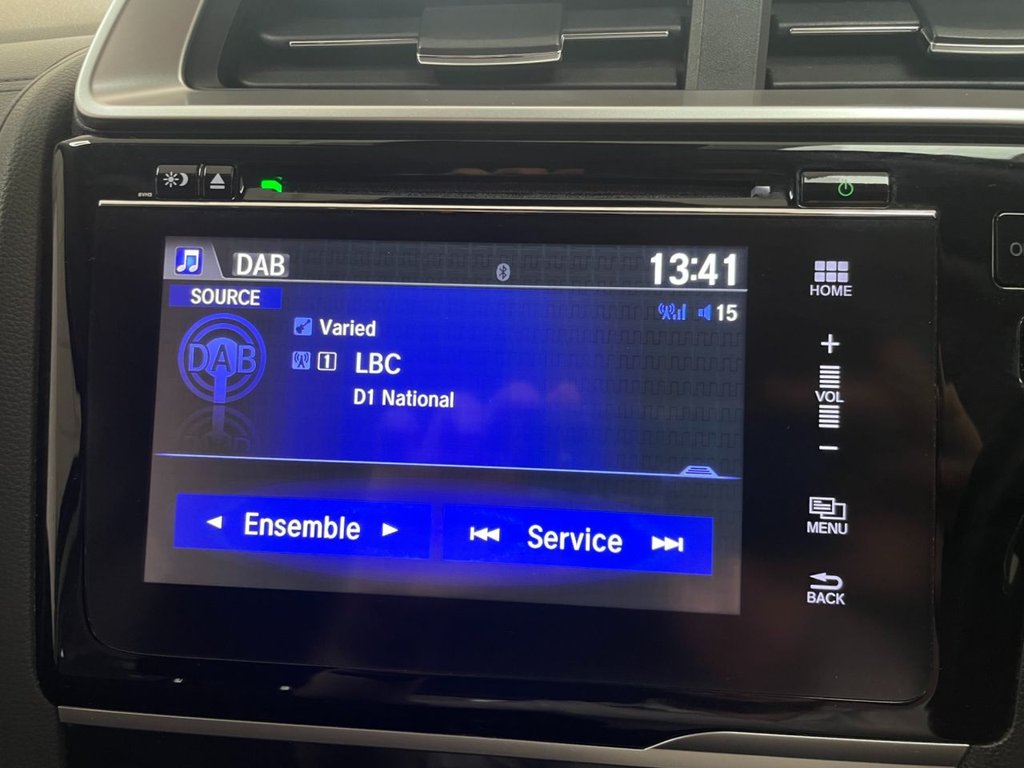 DAB
13:41
SOURCE
15
DAB
Varied
1 LBC
D1 National
Ensemble
Service
HOME
+
VOL
−
MENU
BACK